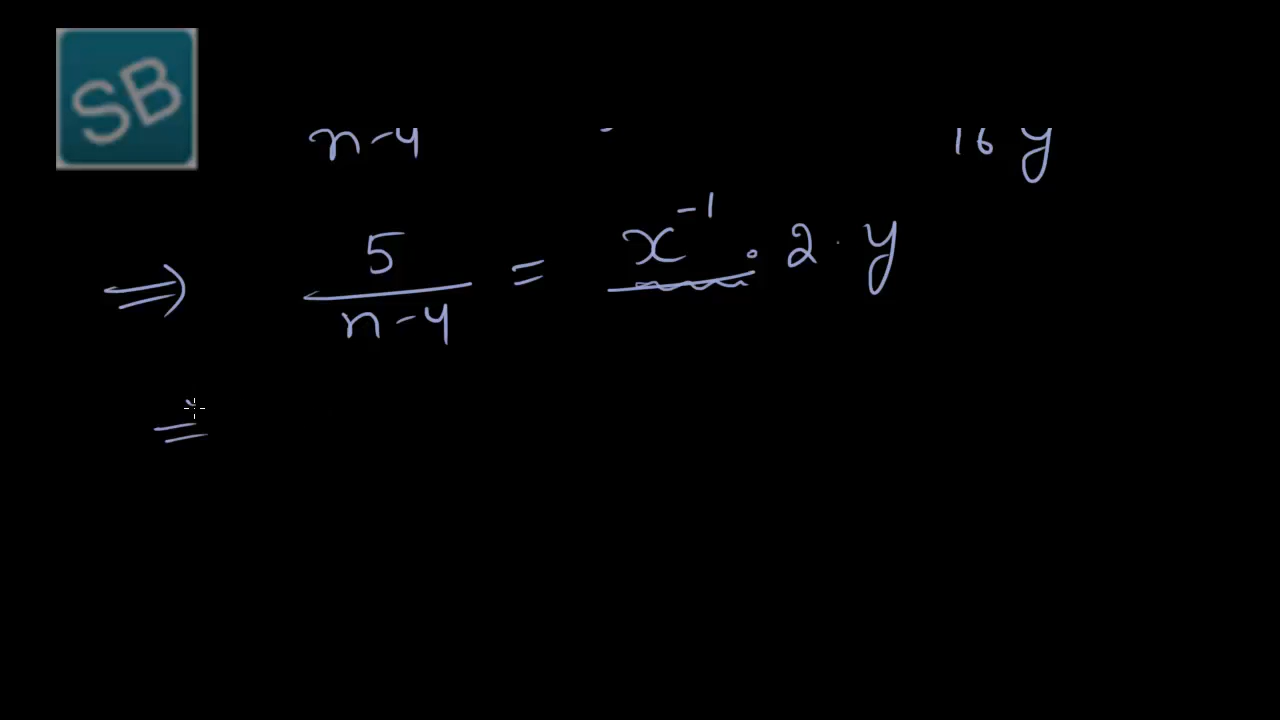 SB
n-4 16 y
⇒ 5/(n-4) = x⁻¹ · 2 · y
=